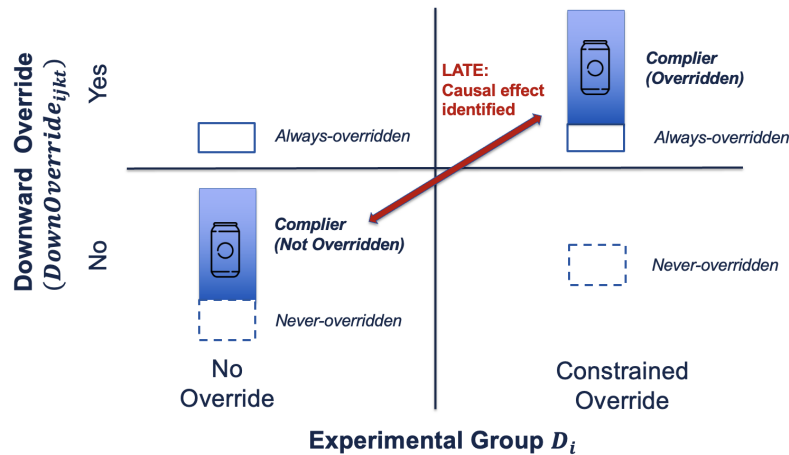 Downward Override
(DownOverride_ijkt)
Yes
No
LATE:
Causal effect
identified
Complier
(Overridden)
Always-overridden
Always-overridden
Complier
(Not Overridden)
Never-overridden
Never-overridden
No
Override
Constrained
Override
Experimental Group D_i